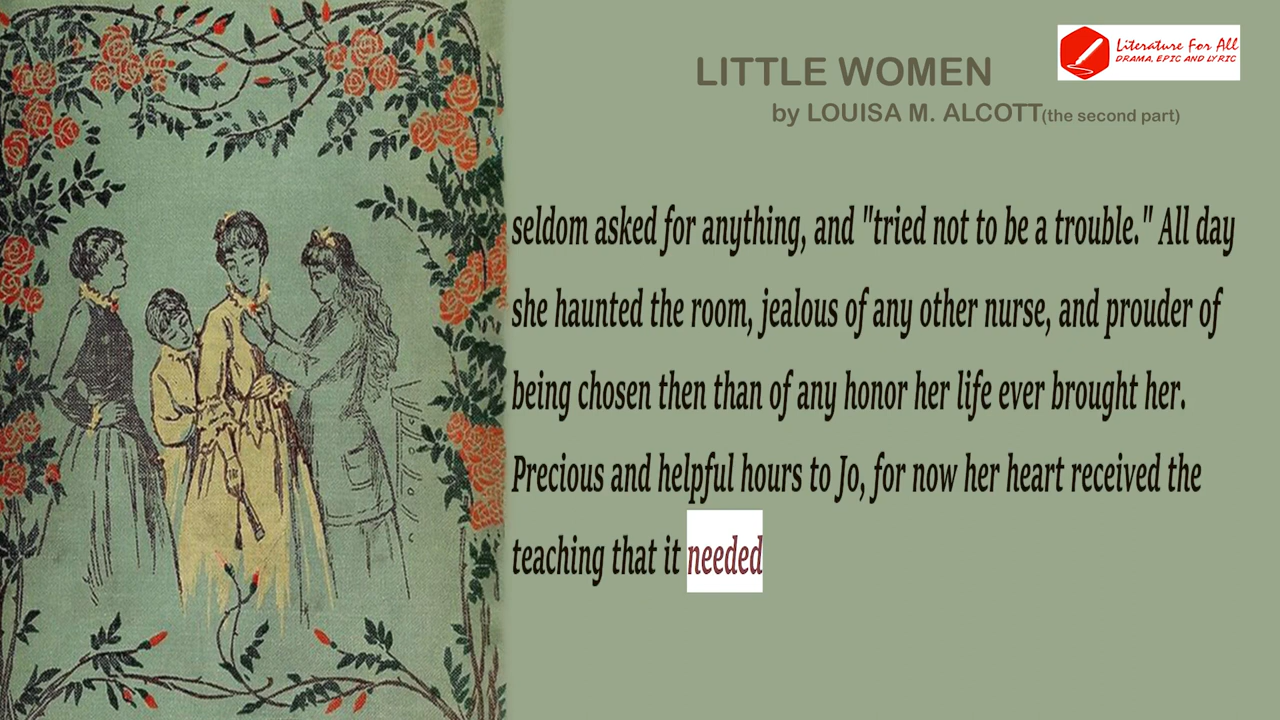 LITTLE WOMEN
by LOUISA M. ALCOTT(the second part)
Literature For All
DRAMA, EPIC AND LYRIC
seldom asked for anything, and "tried not to be a trouble." All day
she haunted the room, jealous of any other nurse, and prouder of
being chosen then than of any honor her life ever brought her.
Precious and helpful hours to Jo, for now her heart received the
teaching that it needed